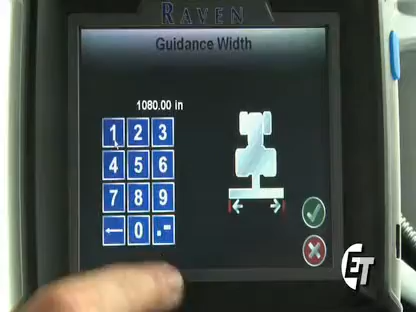 RAVEN
Guidance Width
1080.00 in
1 2 3
4 5 6
7 8 9
← 0 .-
ET